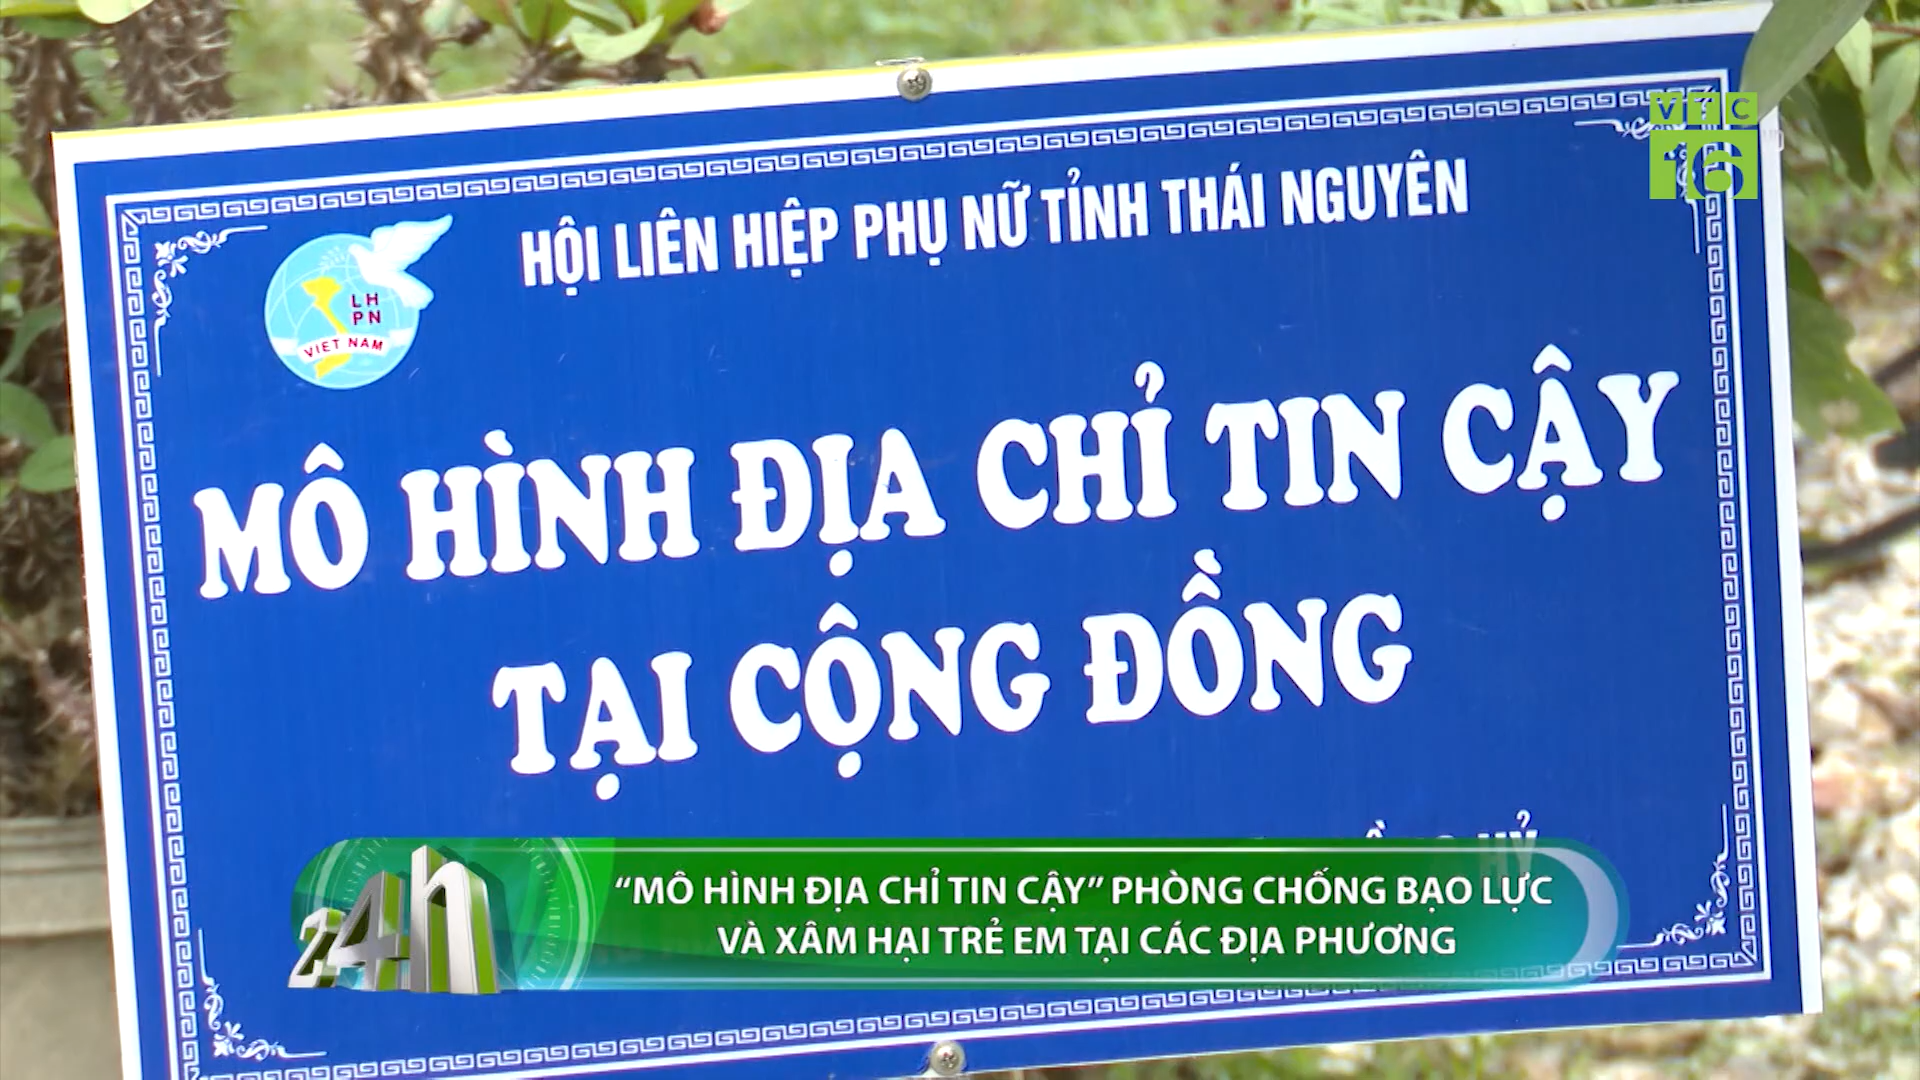 VTC
16
HỘI LIÊN HIỆP PHỤ NỮ TỈNH THÁI NGUYÊN
LH
PN
VIET NAM
MÔ HÌNH ĐỊA CHỈ TIN CẬY
TẠI CỘNG ĐỒNG
24h
“MÔ HÌNH ĐỊA CHỈ TIN CẬY” PHÒNG CHỐNG BẠO LỰC
VÀ XÂM HẠI TRẺ EM TẠI CÁC ĐỊA PHƯƠNG